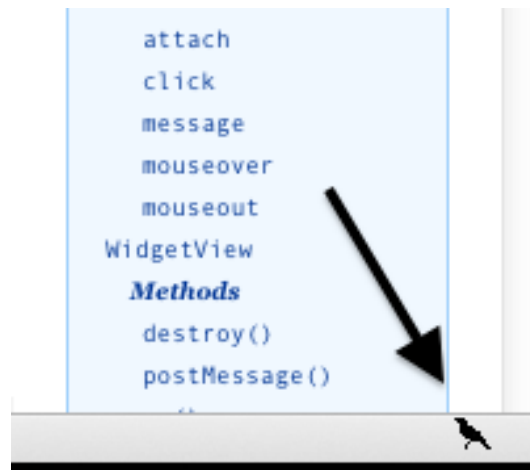 attach
click
message
mouseover
mouseout
WidgetView
Methods
destroy()
postMessage()